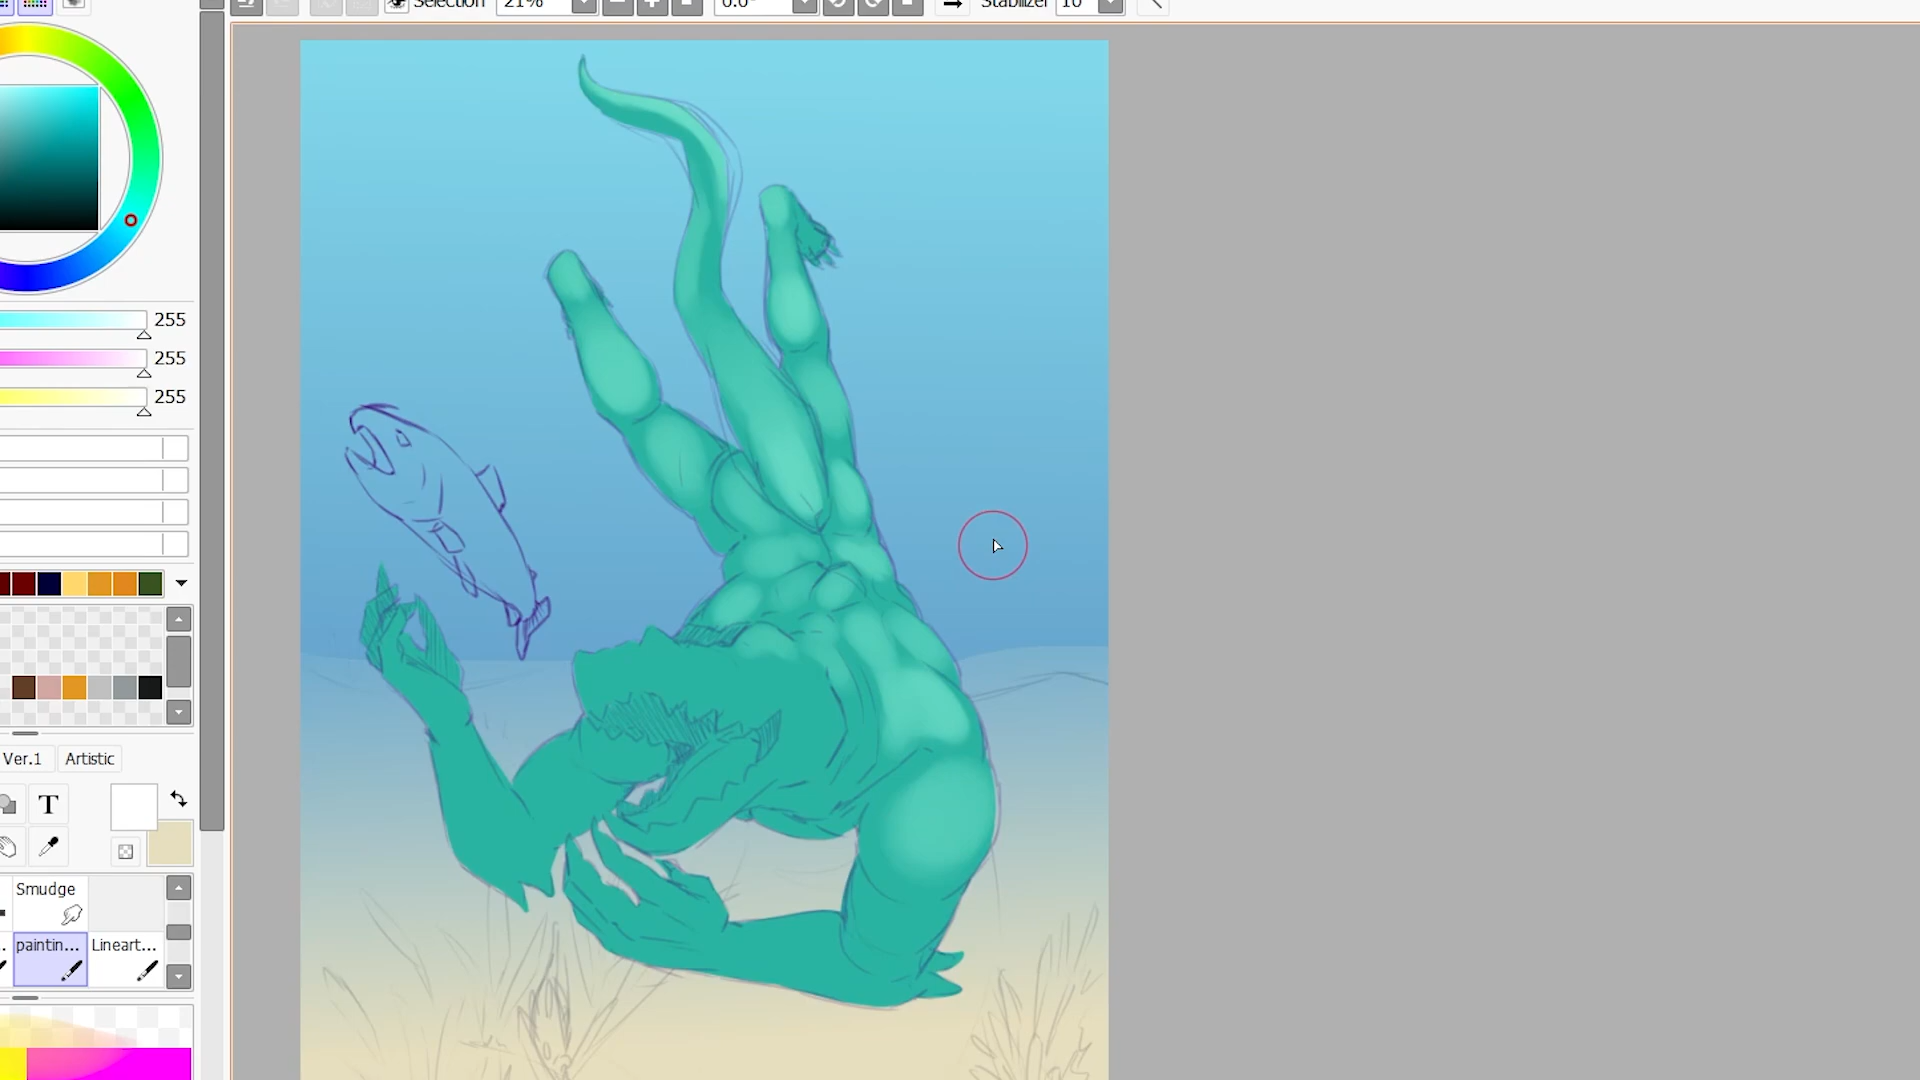 Selection 21% 0.0° Stabilizer 10
255
255
255
Ver.1 Artistic
T
Smudge
paintin... Lineart...